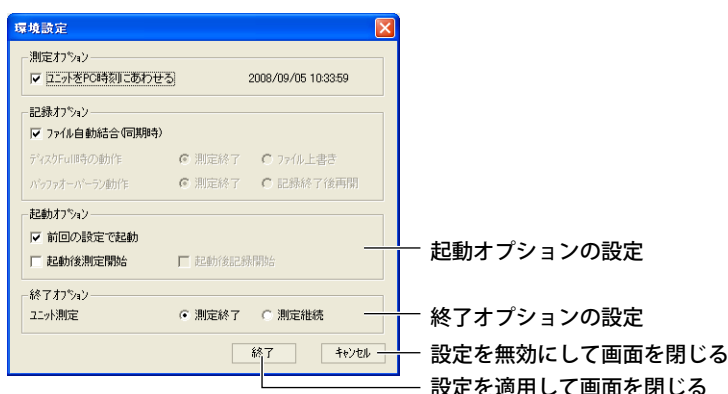 環境設定
測定オプション
ユニットをPC時刻にあわせる 2008/09/05 10:33:59
記録オプション
ファイル自動結合(同期時)
ディスクFull時の動作 測定終了 ファイル上書き
バッファオーバーラン動作 測定終了 記録終了後再開
起動オプション
前回の設定で起動
起動後測定開始 起動後記録開始
起動オプションの設定
終了オプション
ユニット測定 測定終了 測定継続
終了オプションの設定
終了 キャンセル
設定を無効にして画面を閉じる
設定を適用して画面を閉じる